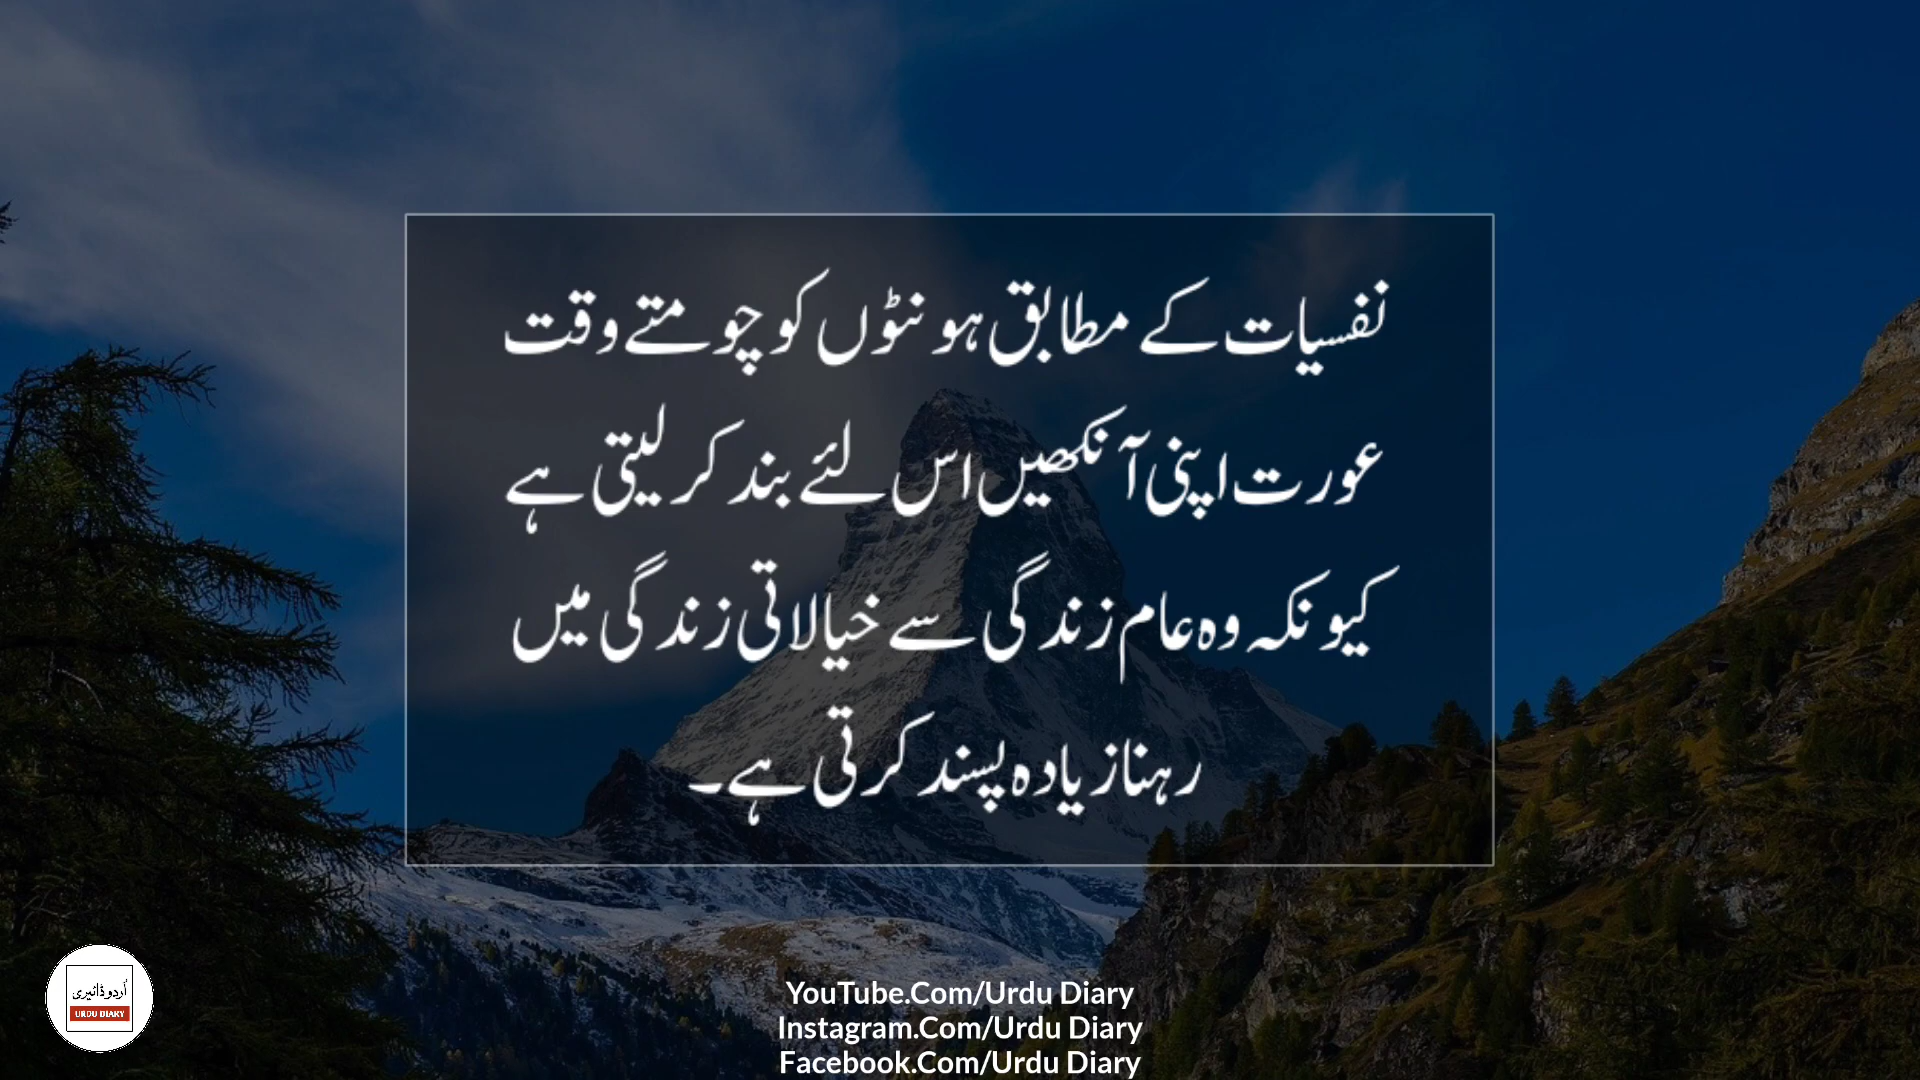 نفسیات کے مطابق ہونٹوں کو چومتے وقت
عورت اپنی آنکھیں اس لئے بند کر لیتی ہے
کیونکہ وہ عام زندگی سے خیالاتی زندگی میں
رہنا زیادہ پسند کرتی ہے۔
اُردو ڈائیری
URDU DIARY
YouTube.Com/Urdu Diary
Instagram.Com/Urdu Diary
Facebook.Com/Urdu Diary